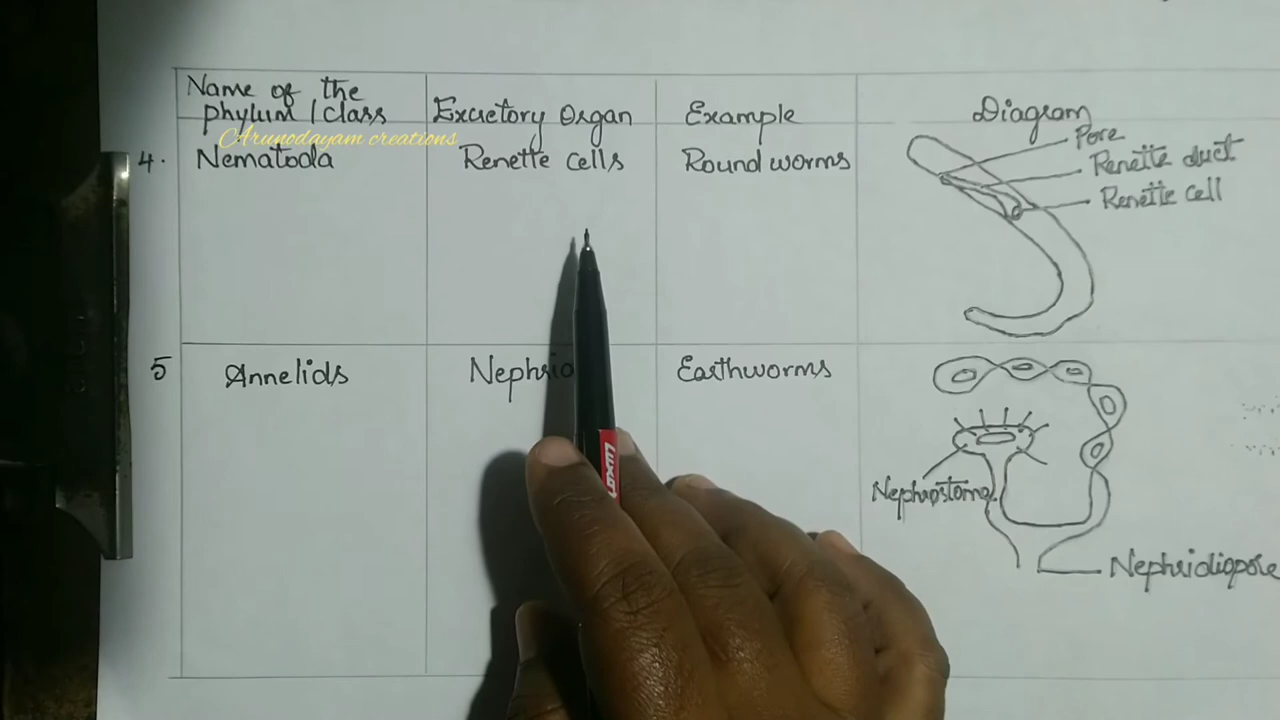 Name of the
phylum / class
Excretory Organ
Example
Diagram
Arunodayam creations
4.
Nematoda
Renette cells
Round worms
Pore
Renette duct
Renette cell
5
Annelids
Earthworms
Nephrostoma
Nephridiopore